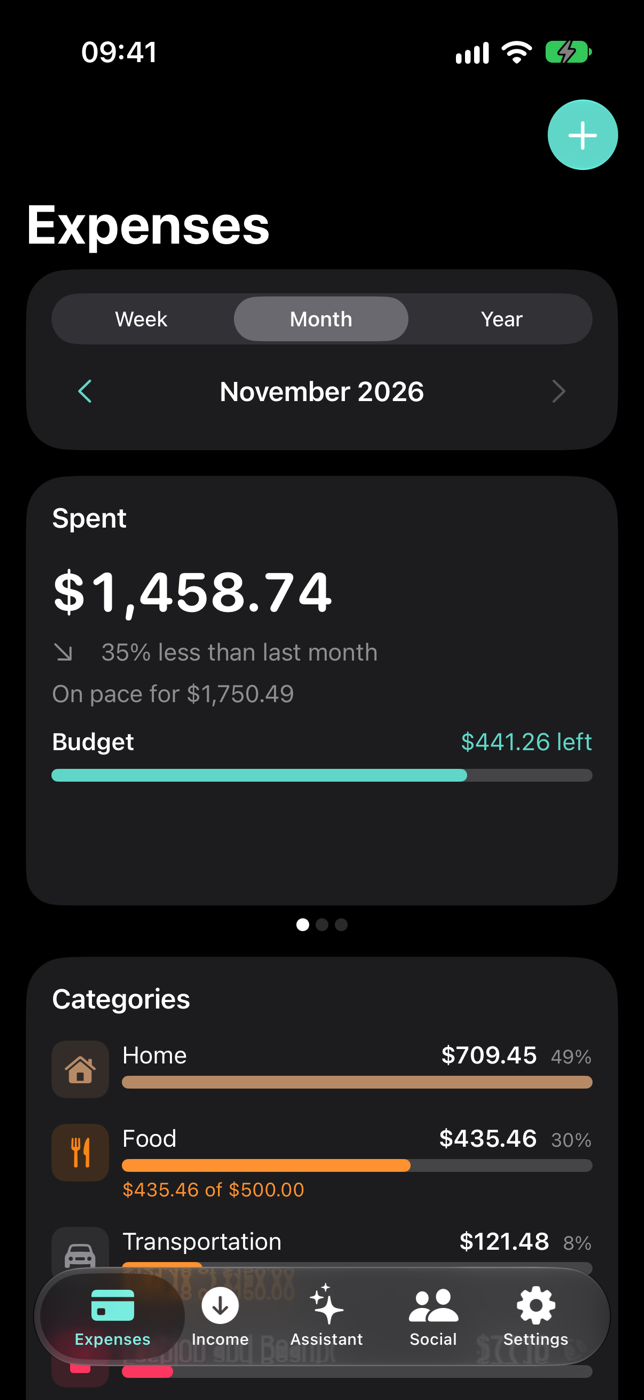 09:41
Expenses
Week Month Year
November 2026
Spent
$1,458.74
35% less than last month
On pace for $1,750.49
Budget $441.26 left
Categories
Home $709.45 49%
Food $435.46 30%
$435.46 of $500.00
Transportation $121.48 8%
Expenses Income Assistant Social Settings